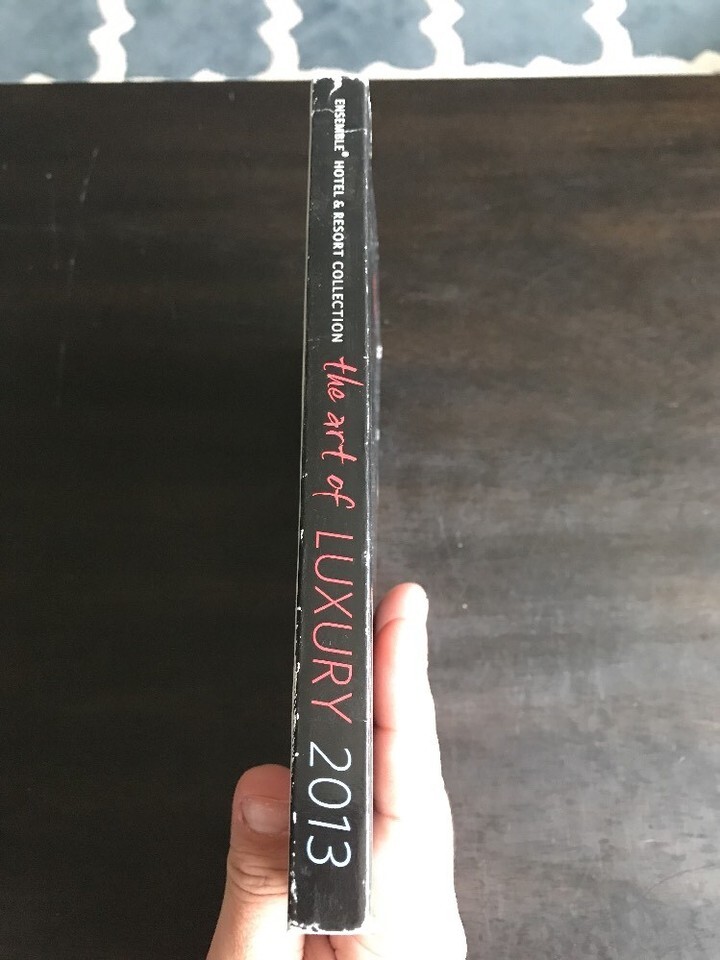 ENSEMBLE® HOTEL & RESORT COLLECTION the art of LUXURY 2013